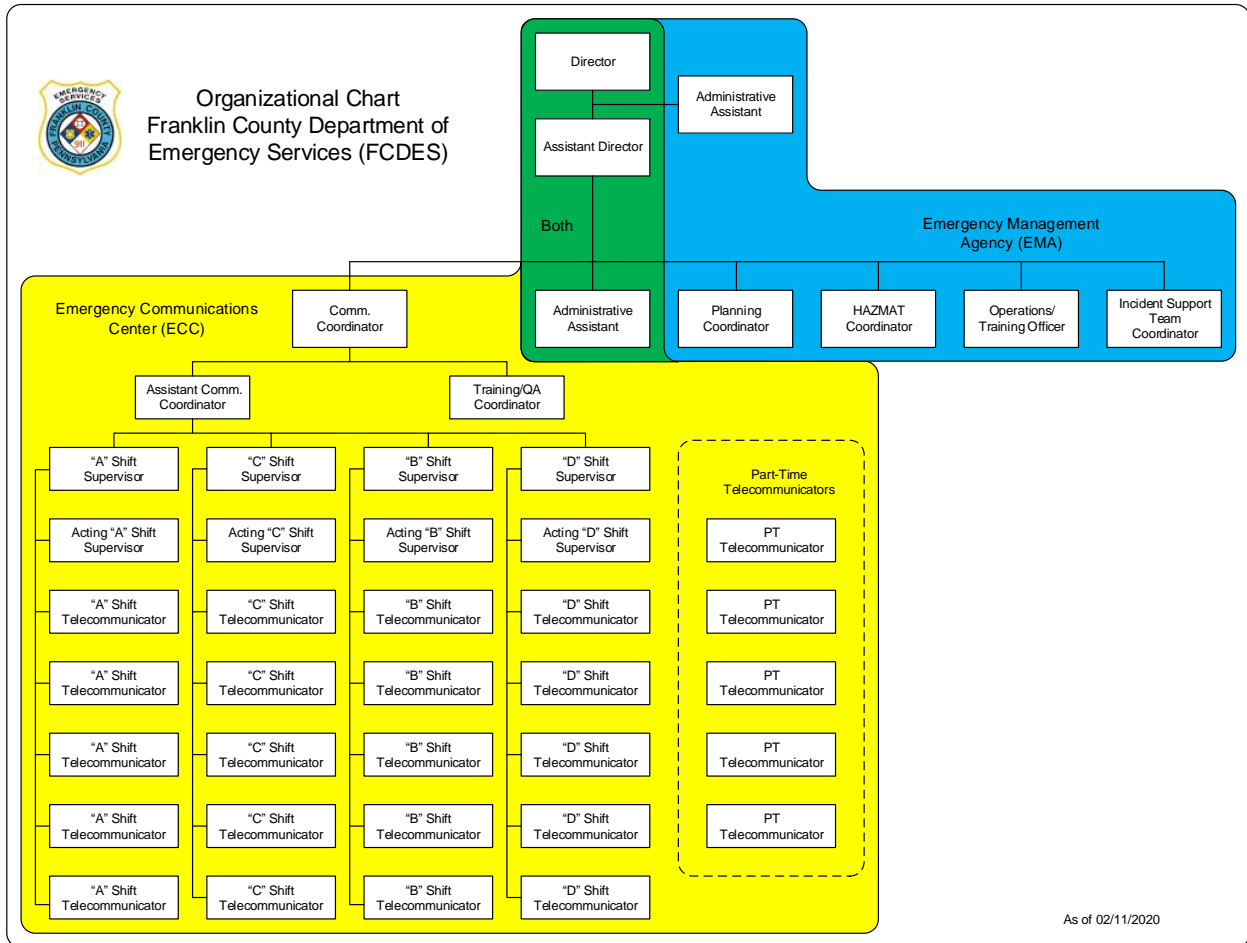 EMERGENCY
SERVICES
FRANKLIN COUNTY
PENNSYLVANIA
911
Organizational Chart
Franklin County Department of
Emergency Services (FCDES)
Director
Administrative
Assistant
Assistant Director
Both
Emergency Management
Agency (EMA)
Emergency Communications
Center (ECC)
Comm.
Coordinator
Administrative
Assistant
Planning
Coordinator
HAZMAT
Coordinator
Operations/
Training Officer
Incident Support
Team
Coordinator
Assistant Comm.
Coordinator
Training/QA
Coordinator
“A” Shift
Supervisor
“C” Shift
Supervisor
“B” Shift
Supervisor
“D” Shift
Supervisor
Part-Time
Telecommunicators
Acting “A” Shift
Supervisor
Acting “C” Shift
Supervisor
Acting “B” Shift
Supervisor
Acting “D” Shift
Supervisor
PT
Telecommunicator
“A” Shift
Telecommunicator
“C” Shift
Telecommunicator
“B” Shift
Telecommunicator
“D” Shift
Telecommunicator
PT
Telecommunicator
“A” Shift
Telecommunicator
“C” Shift
Telecommunicator
“B” Shift
Telecommunicator
“D” Shift
Telecommunicator
PT
Telecommunicator
“A” Shift
Telecommunicator
“C” Shift
Telecommunicator
“B” Shift
Telecommunicator
“D” Shift
Telecommunicator
PT
Telecommunicator
“A” Shift
Telecommunicator
“C” Shift
Telecommunicator
“B” Shift
Telecommunicator
“D” Shift
Telecommunicator
PT
Telecommunicator
“A” Shift
Telecommunicator
“C” Shift
Telecommunicator
“B” Shift
Telecommunicator
“D” Shift
Telecommunicator
As of 02/11/2020